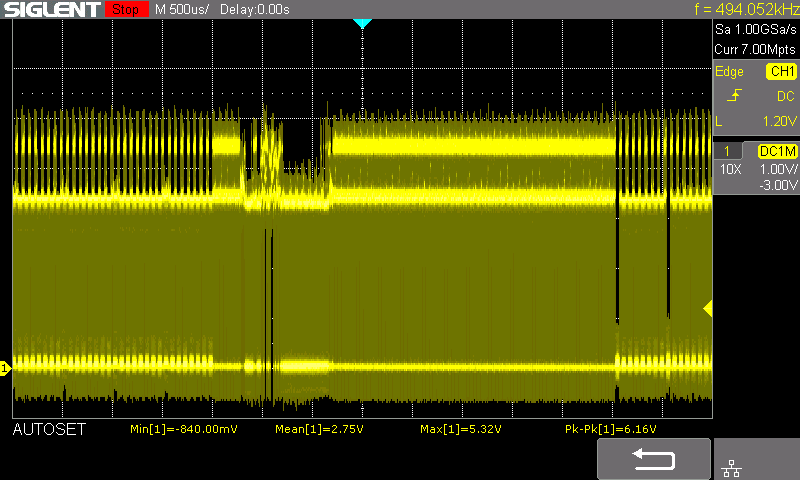 SIGLENT Stop M 500us/ Delay:0.00s f = 494.052kHz
Sa 1.00GSa/s
Curr 7.00Mpts
Edge CH1
DC
L 1.20V
1 DC1M
10X 1.00V/
-3.00V
1
AUTOSET Min[1]=-840.00mV Mean[1]=2.75V Max[1]=5.32V Pk-Pk[1]=6.16V